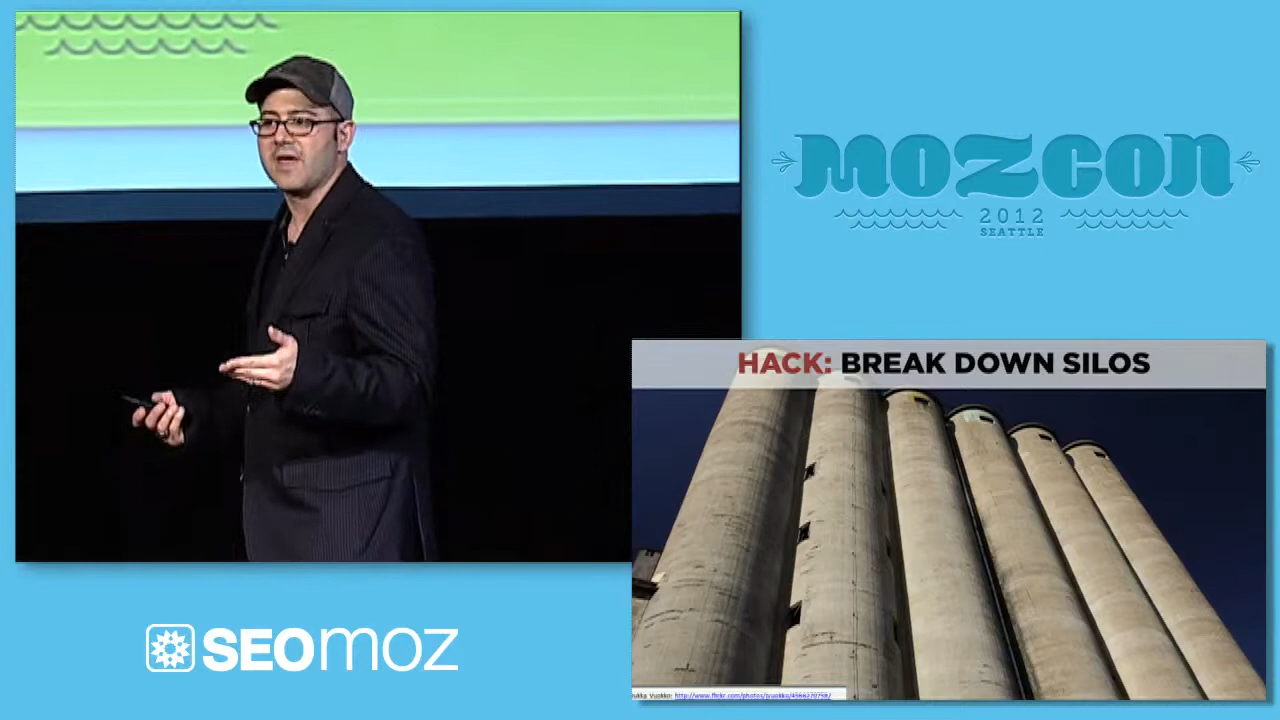 MOZCON
2012
SEATTLE
HACK: BREAK DOWN SILOS
SEOMOZ